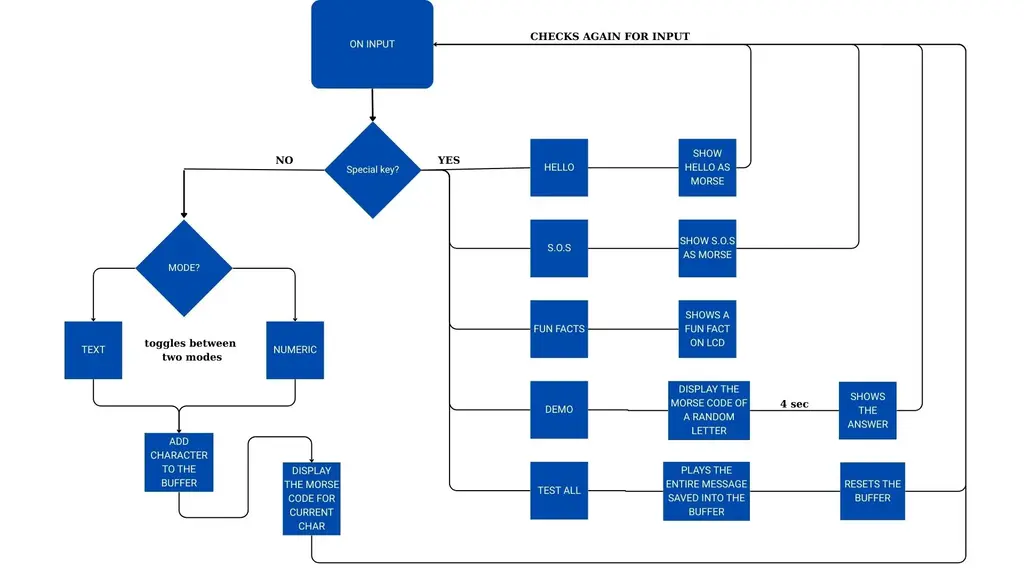 ON INPUT
CHECKS AGAIN FOR INPUT
Special key?
NO
YES
HELLO
SHOW
HELLO AS
MORSE
S.O.S
SHOW S.O.S
AS MORSE
MODE?
FUN FACTS
SHOWS A
FUN FACT
ON LCD
TEXT
toggles between
two modes
NUMERIC
DEMO
DISPLAY THE
MORSE CODE OF
A RANDOM
LETTER
4 sec
SHOWS
THE
ANSWER
ADD
CHARACTER
TO THE
BUFFER
DISPLAY
THE MORSE
CODE FOR
CURRENT
CHAR
TEST ALL
PLAYS THE
ENTIRE MESSAGE
SAVED INTO THE
BUFFER
RESETS THE
BUFFER